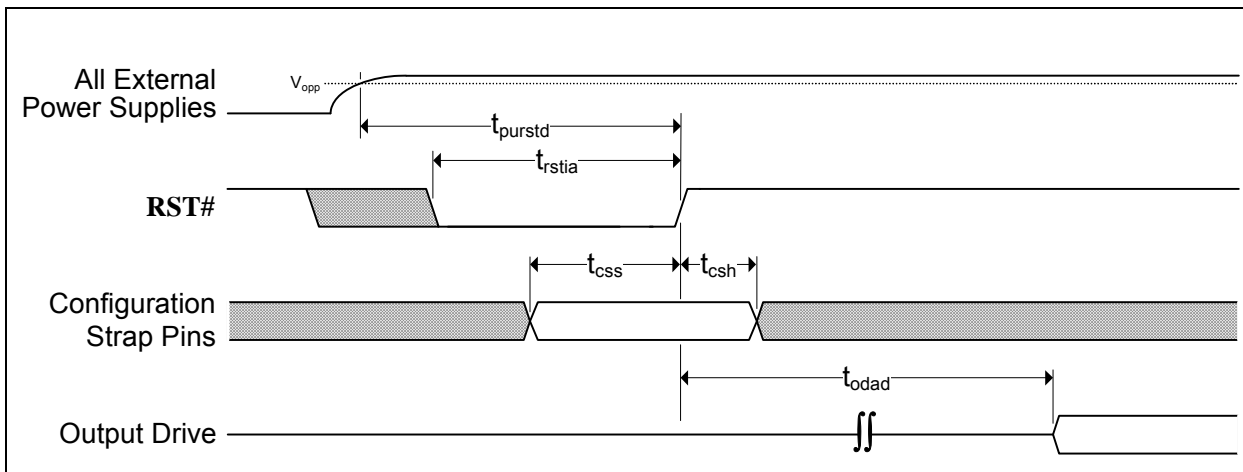 All External
Power Supplies
Vopp
tpurstd
trstia
RST#
tcss
tcsh
Configuration
Strap Pins
todad
Output Drive